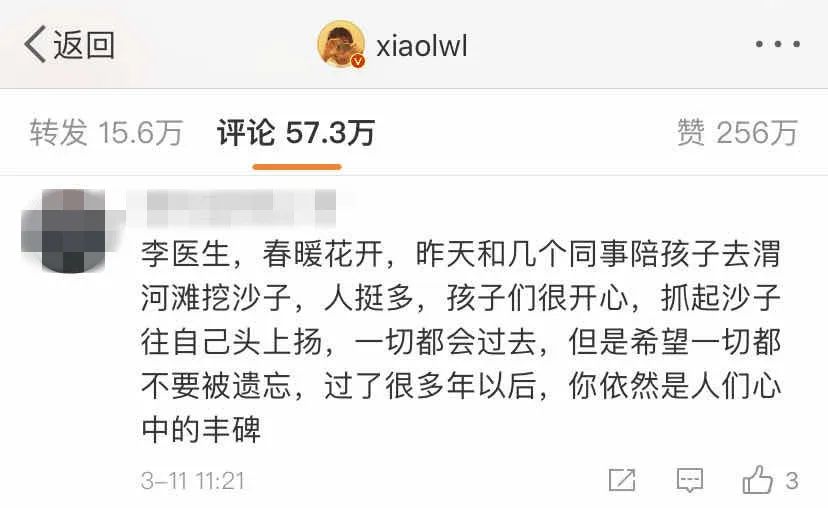 返回
xiaolwl
转发 15.6万
评论 57.3万
赞 256万
李医生，春暖花开，昨天和几个同事陪孩子去渭
河滩挖沙子，人挺多，孩子们很开心，抓起沙子
往自己头上扬，一切都会过去，但是希望一切都
不要被遗忘，过了很多年以后，你依然是人们心
中的丰碑
3-11 11:21
3